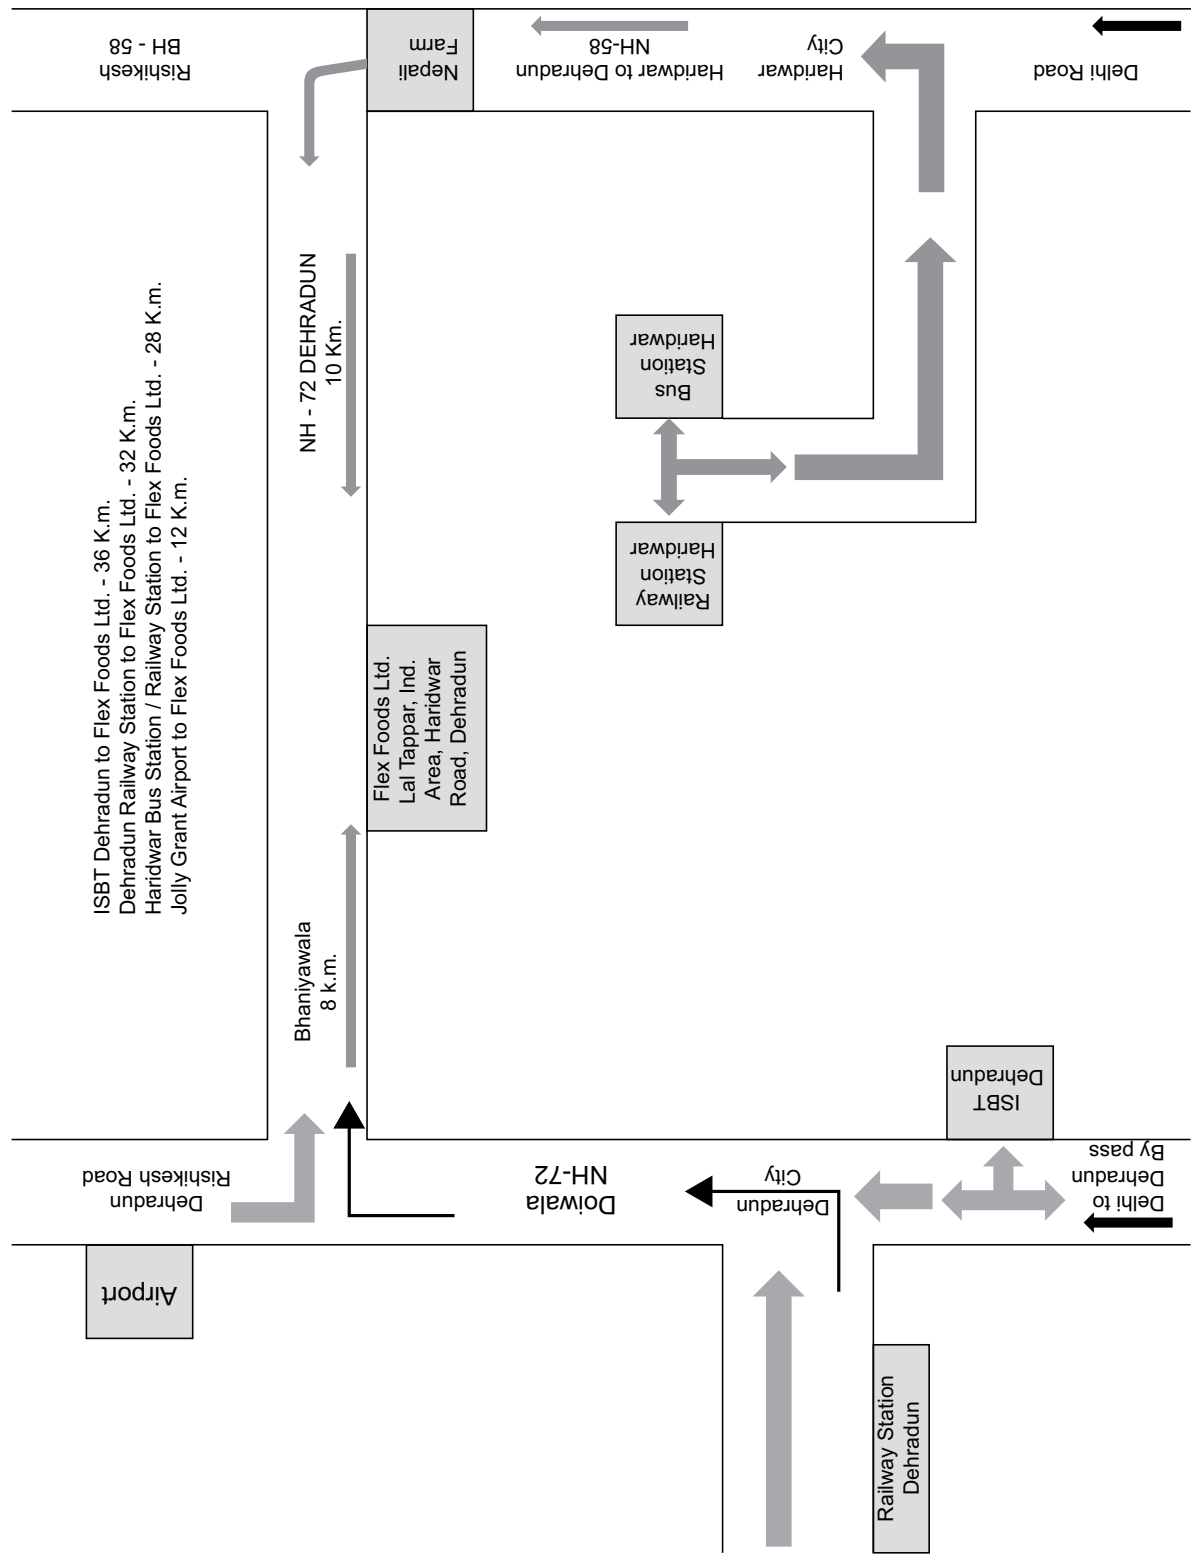 Rishikesh
BH - 58
Nepali
Farm
Haridwar to Dehradun
NH-58
Haridwar
City
Delhi Road
NH - 72 DEHRADUN
10 Km.
ISBT Dehradun to Flex Foods Ltd. - 36 K.m.
Dehradun Railway Station to Flex Foods Ltd. - 32 K.m.
Haridwar Bus Station / Railway Station to Flex Foods Ltd. - 28 K.m.
Jolly Grant Airport to Flex Foods Ltd. - 12 K.m.
Bus
Station
Haridwar
Railway
Station
Haridwar
Flex Foods Ltd.
Lal Tappar, Ind.
Area, Haridwar
Road, Dehradun
Bhaniyawala
8 k.m.
ISBT
Dehradun
Dehradun
Rishikesh Road
Doiwala
NH-72
Dehradun
City
Delhi to
Dehradun
By pass
Airport
Railway Station
Dehradun